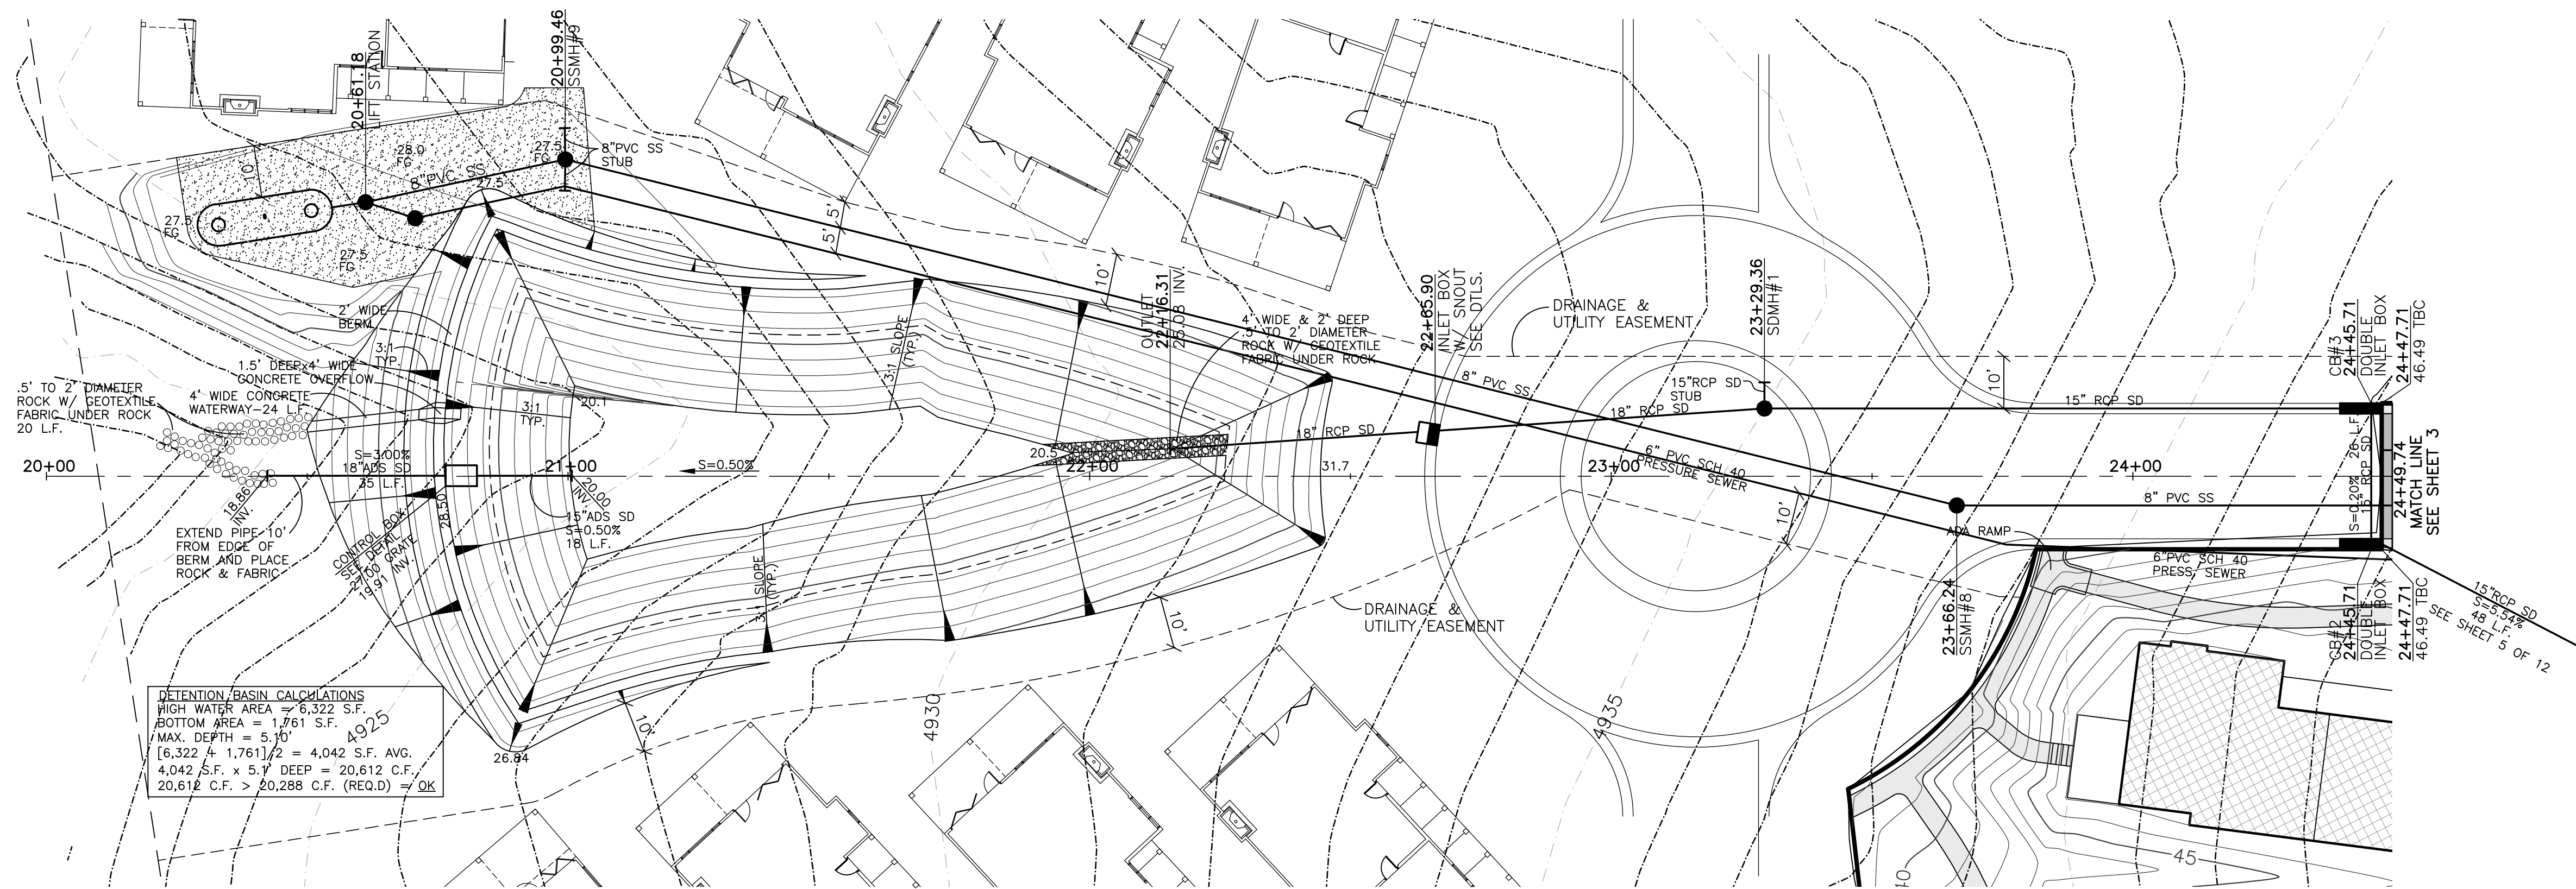 20+61.18
LIFT STATION
20+99.46
SSMH#9
28.0
FG
27.5
FG
8"PVC SS
STUB
10'
8"PVC SS
27.5
27.5
FG
27.5
FG
5'
5'
10'
2' WIDE
BERM
3:1
TYP.
1.5' DEEPx4' WIDE
CONCRETE OVERFLOW
4' WIDE CONCRETE
WATERWAY-24 L.F.
.5' TO 2' DIAMETER
ROCK W/ GEOTEXTILE
FABRIC UNDER ROCK
20 L.F.
3:1
TYP.
20.1
3:1 SLOPE
(TYP.)
OUTLET
22+16.31
4' WIDE & 2' DEEP
.5' TO 2' DIAMETER
ROCK W/ GEOTEXTILE
FABRIC UNDER ROCK
22+65.90
INLET BOX
W/ SNOUT
SEE DTLS.
DRAINAGE &
UTILITY EASEMENT
23+29.36
SDMH#1
15"RCP SD
STUB
8" PVC SS
18" RCP SD
18" RCP SD
15" RCP SD
10'
CB#3
24+45.71
DOUBLE
INLET BOX
24+47.71
46.49 TBC
20+00
S=3.00%
18"ADS SD
35 L.F.
21+00
S=0.50%
20.5
22+00
31.7
23+00
6" PVC SCH 40
PRESSURE SEWER
24+00
S=0.20% 26 L.F.
15" RCP SD
24+49.74
MATCH LINE
SEE SHEET 3
18.86
INV.
20.00
INV.
15"ADS SD
S=0.50%
18 L.F.
EXTEND PIPE 10'
FROM EDGE OF
BERM AND PLACE
ROCK & FABRIC
28.50
CONTROL BOX
SEE DETAIL
27.00 GRATE
19.91 INV.
3:1 SLOPE
(TYP.)
10'
8" PVC SS
ADA RAMP
6"PVC SCH 40
PRESS SEWER
10'
DRAINAGE &
UTILITY EASEMENT
23+66.24
SSMH#8
CB#2
24+45.71
DOUBLE
INLET BOX
24+47.71
46.49 TBC
15"RCP SD
S=5.54%
48 L.F.
SEE SHEET 5 OF 12
DETENTION BASIN CALCULATIONS
HIGH WATER AREA = 6,322 S.F.
BOTTOM AREA = 1,761 S.F.
MAX. DEPTH = 5.10'
[6,322 + 1,761]/2 = 4,042 S.F. AVG.
4,042 S.F. x 5.1' DEEP = 20,612 C.F.
20,612 C.F. > 20,288 C.F. (REQ.D) = OK
4925
26.84
10'
4930
4935
40
45